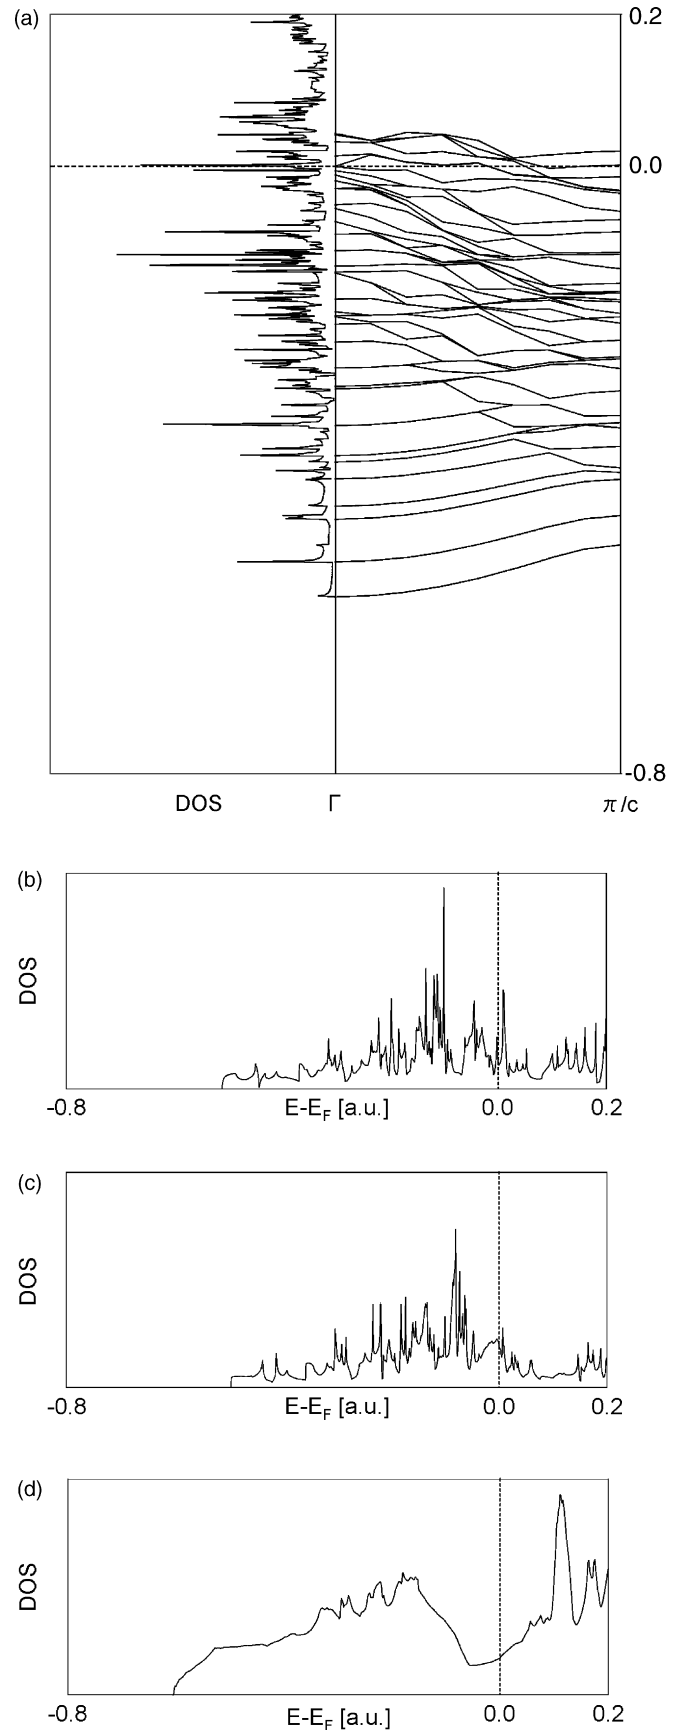 (a)
0.2
0.0
-0.8
DOS Γ π/c
(b)
DOS
-0.8 E-EF [a.u.] 0.0 0.2
(c)
DOS
-0.8 E-EF [a.u.] 0.0 0.2
(d)
DOS
-0.8 E-EF [a.u.] 0.0 0.2